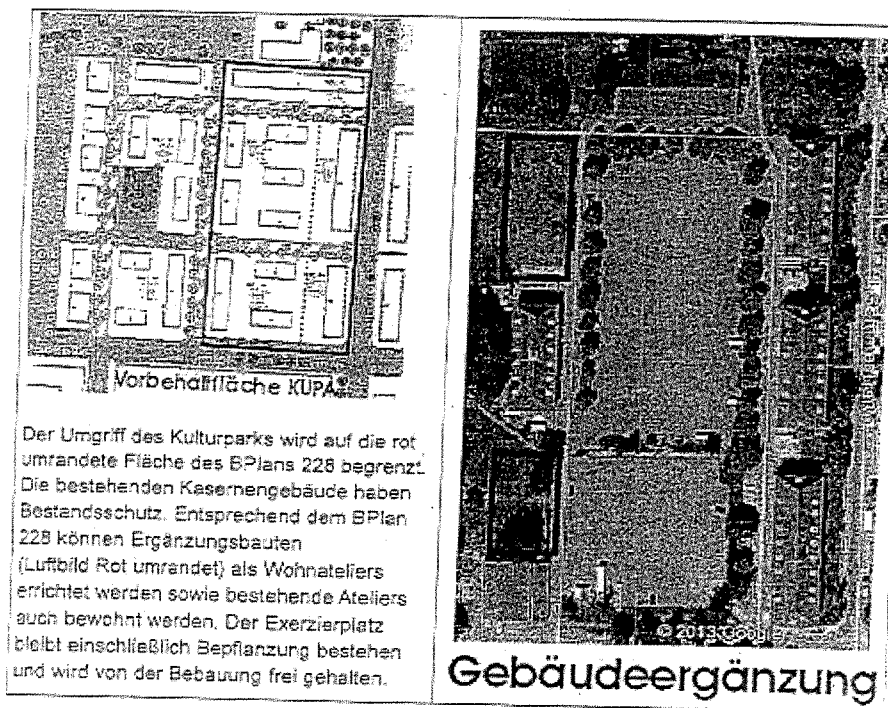 Vorbehaltfläche KUPA
Der Umgriff des Kulturparks wird auf die rot
umrandete Fläche des BPlans 228 begrenzt.
Die bestehenden Kasernengebäude haben
Bestandsschutz. Entsprechend dem BPlan
228 können Ergänzungsbauten
(Luftbild Rot umrandet) als Wohnateliers
errichtet werden sowie bestehende Ateliers
auch bewohnt werden. Der Exerzierplatz
bleibt einschließlich Bepflanzung bestehen
und wird von der Bebauung frei gehalten.
© 2013 Google
Gebäudeergänzung